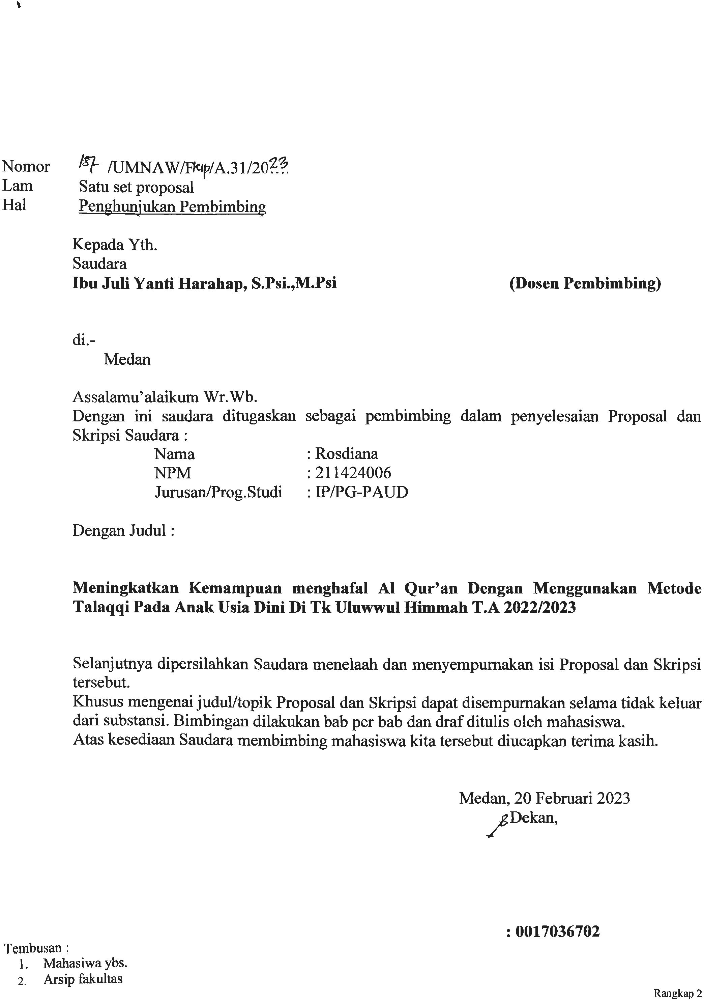 Nomor 187 /UMNAW/Fkip/A.31/2023
Lam Satu set proposal
Hal Penghunjukan Pembimbing
Kepada Yth.
Saudara
Ibu Juli Yanti Harahap, S.Psi.,M.Psi (Dosen Pembimbing)
di.-
Medan
Assalamu'alaikum Wr.Wb.
Dengan ini saudara ditugaskan sebagai pembimbing dalam penyelesaian Proposal dan
Skripsi Saudara :
Nama : Rosdiana
NPM : 211424006
Jurusan/Prog.Studi : IP/PG-PAUD
Dengan Judul :
Meningkatkan Kemampuan menghafal Al Qur'an Dengan Menggunakan Metode
Talaqqi Pada Anak Usia Dini Di Tk Uluwwul Himmah T.A 2022/2023
Selanjutnya dipersilahkan Saudara menelaah dan menyempurnakan isi Proposal dan Skripsi
tersebut.
Khusus mengenai judul/topik Proposal dan Skripsi dapat disempurnakan selama tidak keluar
dari substansi. Bimbingan dilakukan bab per bab dan draf ditulis oleh mahasiswa.
Atas kesediaan Saudara membimbing mahasiswa kita tersebut diucapkan terima kasih.
Medan, 20 Februari 2023
Dekan,
: 0017036702
Tembusan :
1. Mahasiwa ybs.
2. Arsip fakultas
Rangkap 2